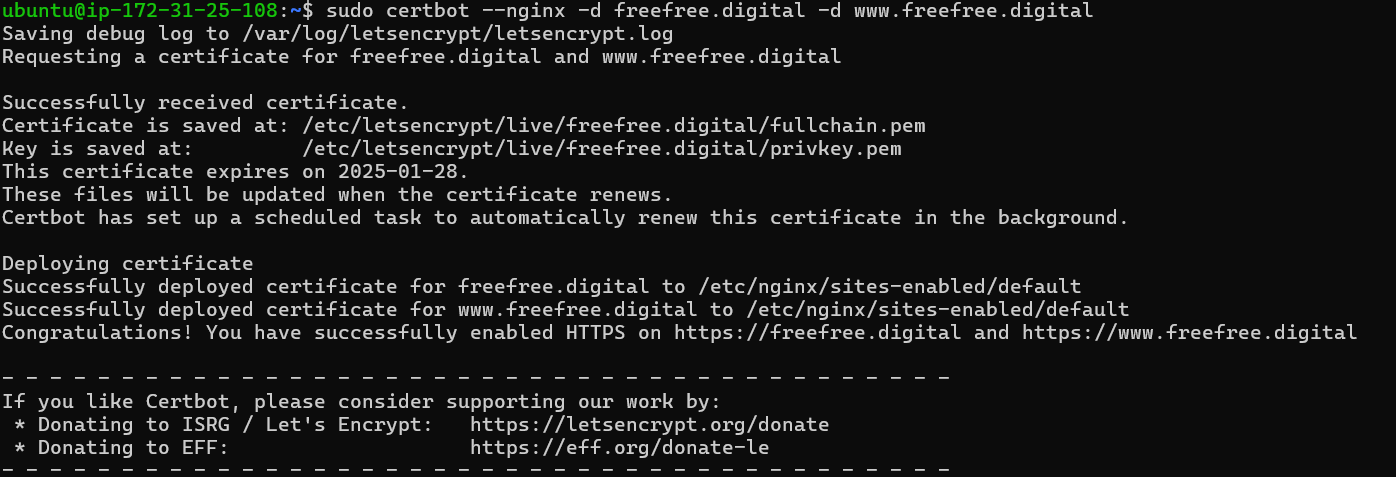 ubuntu@ip-172-31-25-108:~$ sudo certbot --nginx -d freefree.digital -d www.freefree.digital
Saving debug log to /var/log/letsencrypt/letsencrypt.log
Requesting a certificate for freefree.digital and www.freefree.digital
Successfully received certificate.
Certificate is saved at: /etc/letsencrypt/live/freefree.digital/fullchain.pem
Key is saved at:         /etc/letsencrypt/live/freefree.digital/privkey.pem
This certificate expires on 2025-01-28.
These files will be updated when the certificate renews.
Certbot has set up a scheduled task to automatically renew this certificate in the background.
Deploying certificate
Successfully deployed certificate for freefree.digital to /etc/nginx/sites-enabled/default
Successfully deployed certificate for www.freefree.digital to /etc/nginx/sites-enabled/default
Congratulations! You have successfully enabled HTTPS on https://freefree.digital and https://www.freefree.digital
- - - - - - - - - - - - - - - - - - - - - - - - - - - - - - - - - - - - - - - -
If you like Certbot, please consider supporting our work by:
 * Donating to ISRG / Let's Encrypt:   https://letsencrypt.org/donate
 * Donating to EFF:                    https://eff.org/donate-le
- - - - - - - - - - - - - - - - - - - - - - - - - - - - - - - - - - - - - - - -